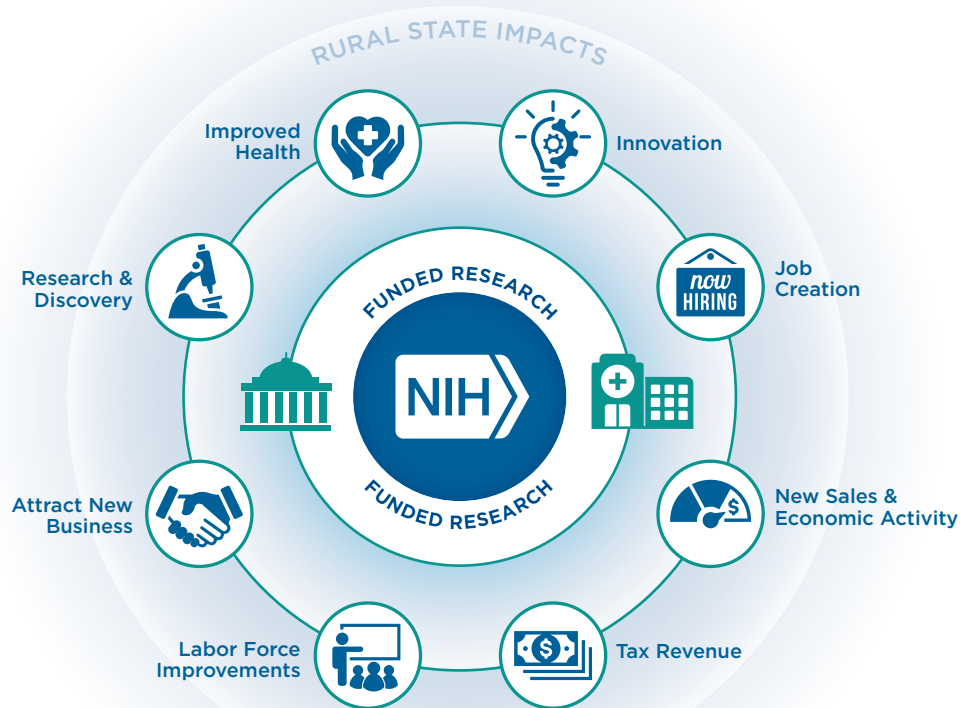 RURAL STATE IMPACTS
Improved
Health
Innovation
Research &
Discovery
Job
Creation
now
HIRING
FUNDED RESEARCH
NIH
FUNDED RESEARCH
Attract New
Business
New Sales &
Economic Activity
$
Labor Force
Improvements
$
Tax Revenue